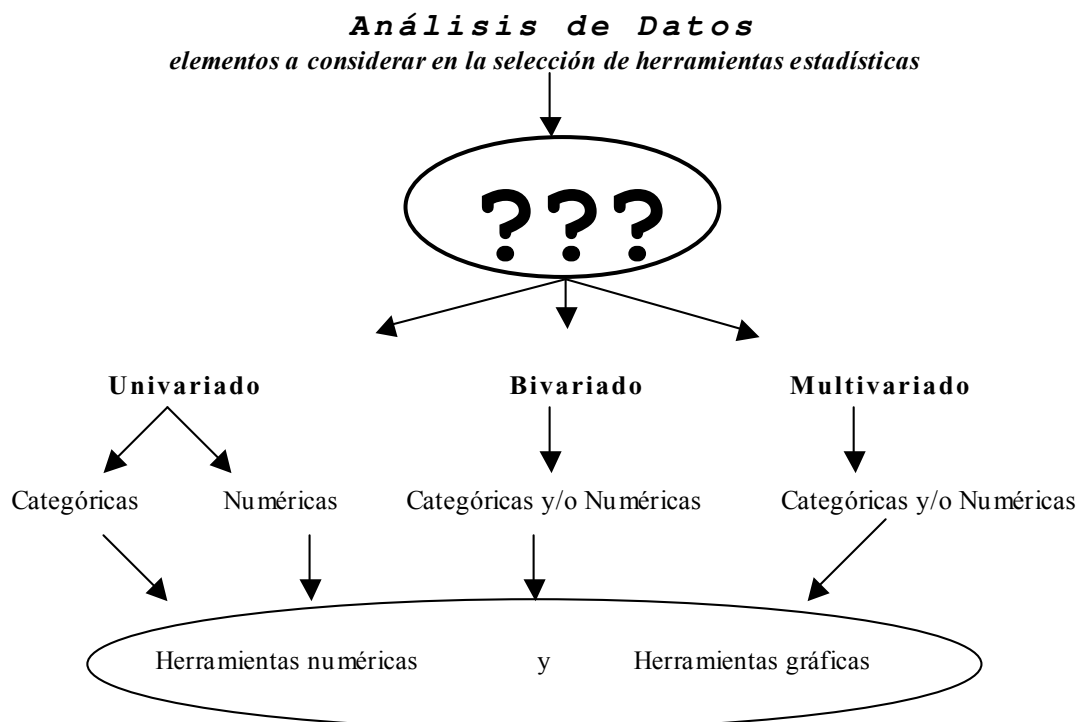 Análisis de Datos
elementos a considerar en la selección de herramientas estadísticas
???
Univariado Bivariado Multivariado
Categóricas Numéricas Categóricas y/o Numéricas Categóricas y/o Numéricas
Herramientas numéricas y Herramientas gráficas